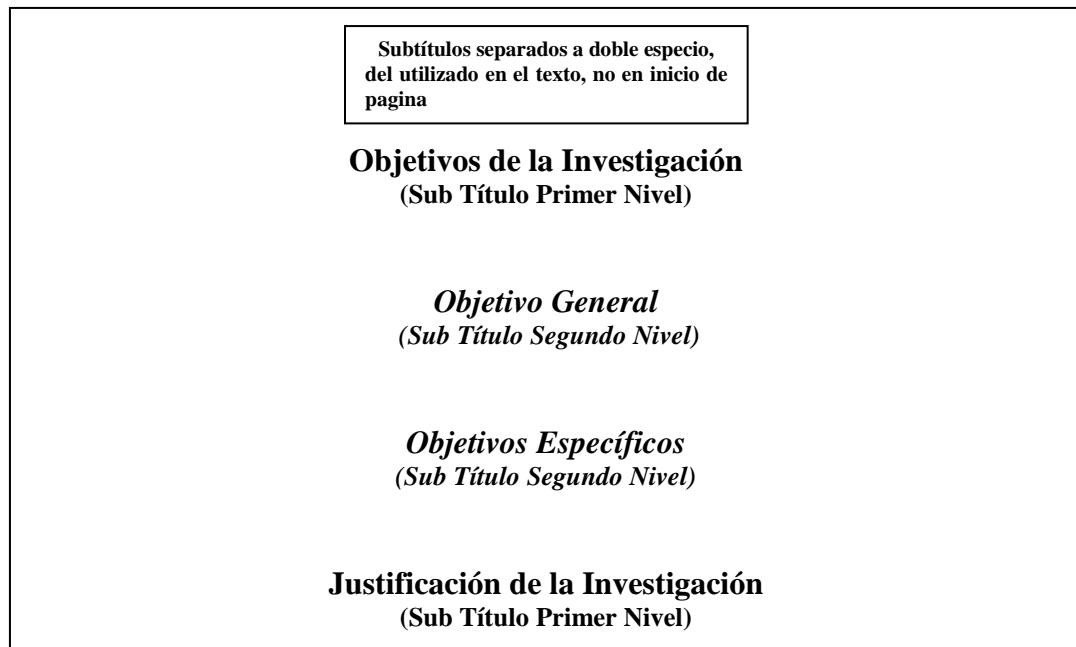 Subtítulos separados a doble especio,
del utilizado en el texto, no en inicio de
pagina
Objetivos de la Investigación
(Sub Título Primer Nivel)
Objetivo General
(Sub Título Segundo Nivel)
Objetivos Específicos
(Sub Título Segundo Nivel)
Justificación de la Investigación
(Sub Título Primer Nivel)